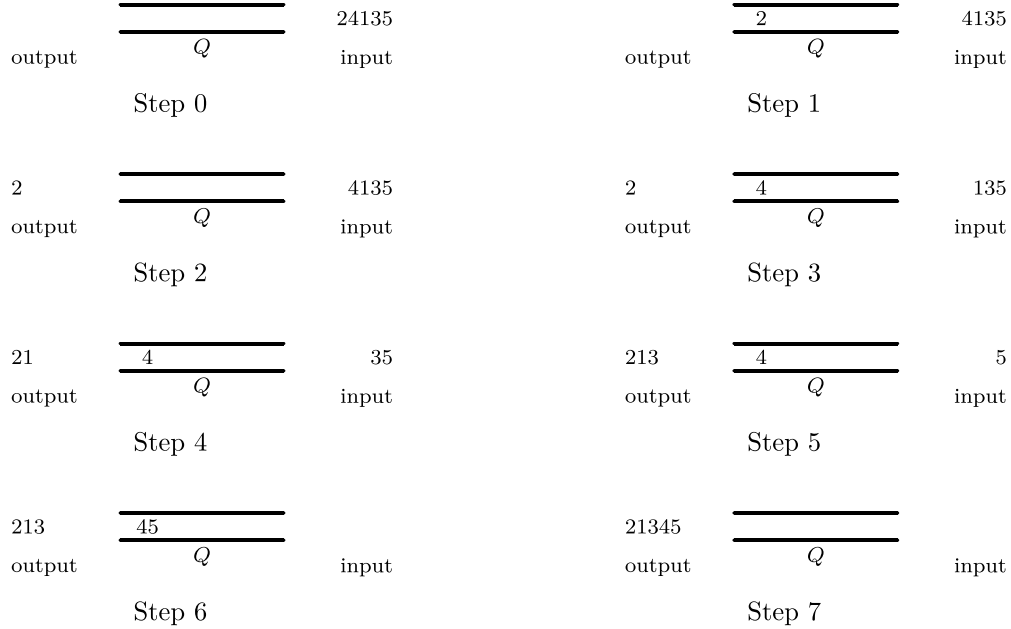 24135
Q
output input
Step 0
2 4135
Q
output input
Step 1
2 4135
Q
output input
Step 2
2 4 135
Q
output input
Step 3
21 4 35
Q
output input
Step 4
213 4 5
Q
output input
Step 5
213 45
Q
output input
Step 6
21345
Q
output input
Step 7